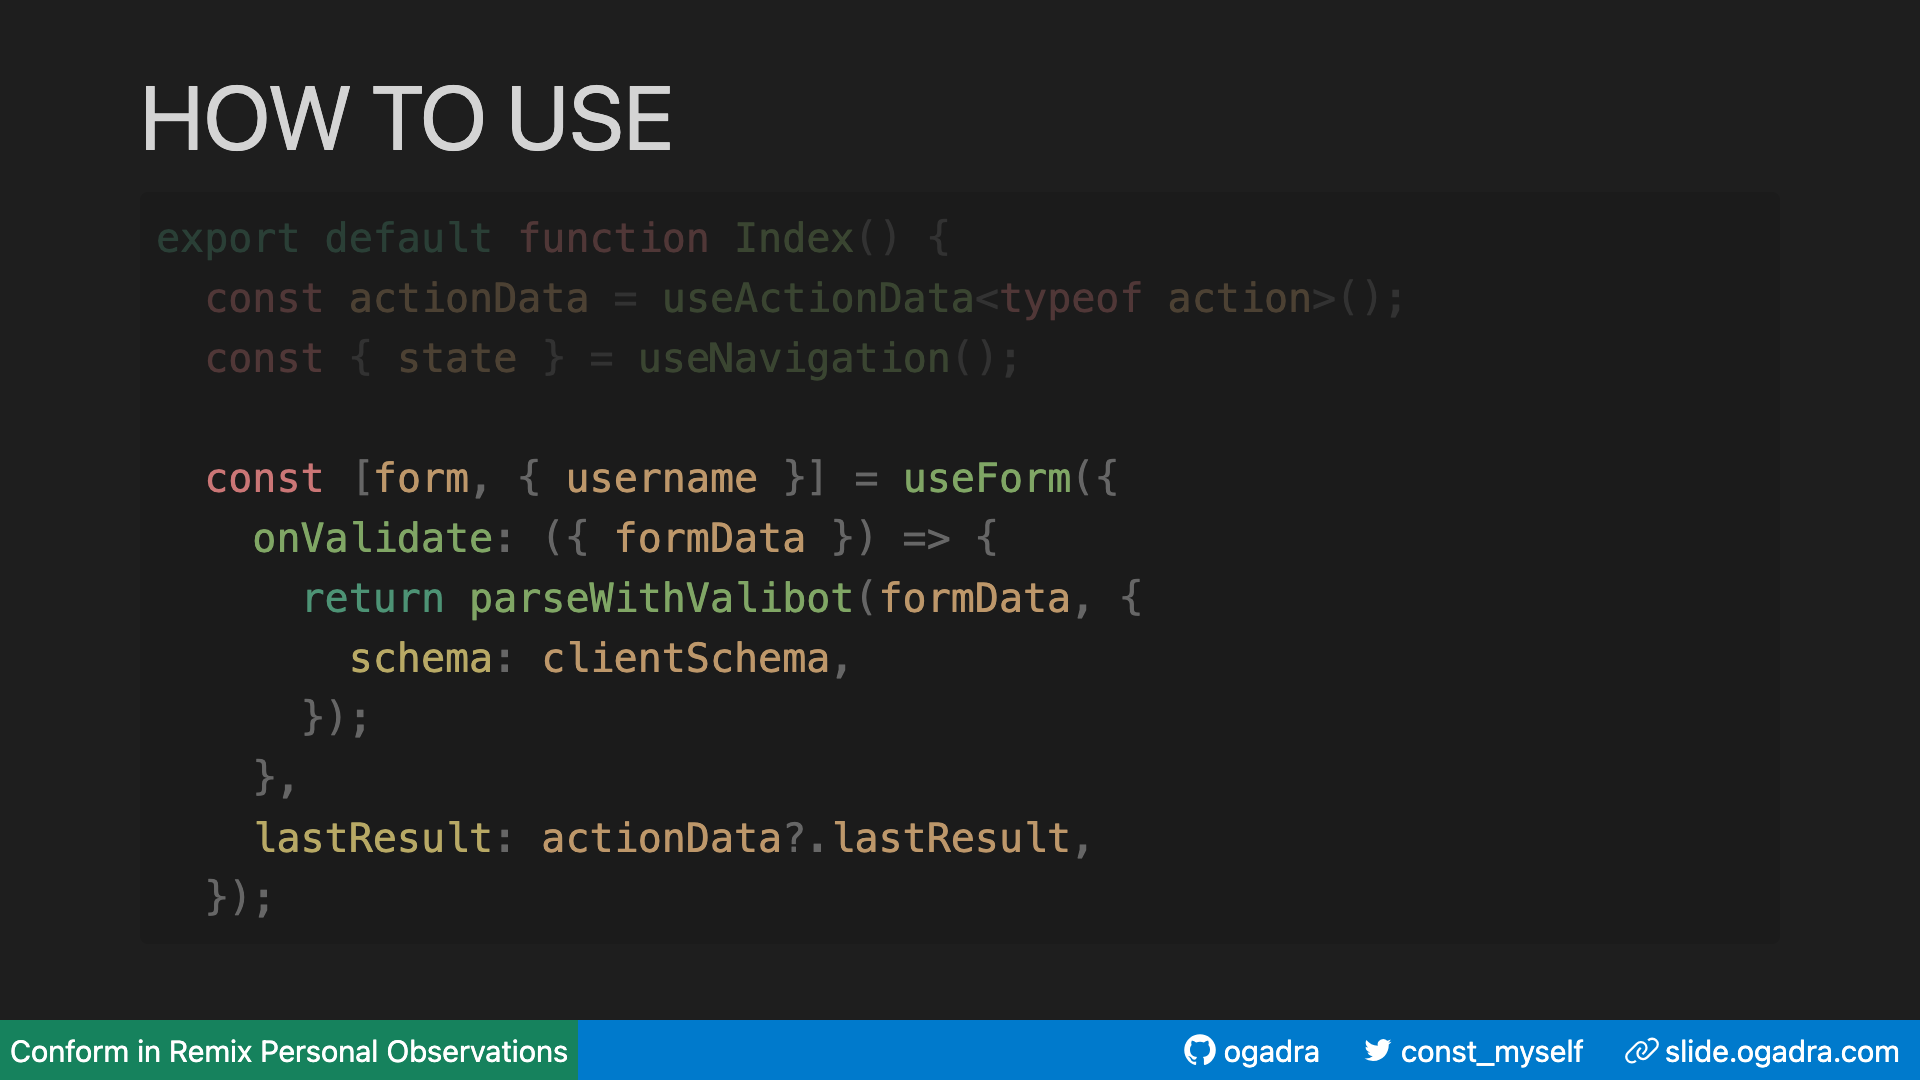 HOW TO USE
export default function Index() {
  const actionData = useActionData<typeof action>();
  const { state } = useNavigation();
  const [form, { username }] = useForm({
    onValidate: ({ formData }) => {
      return parseWithValibot(formData, {
        schema: clientSchema,
      });
    },
    lastResult: actionData?.lastResult,
  });
Conform in Remix Personal Observations
ogadra
const_myself
slide.ogadra.com